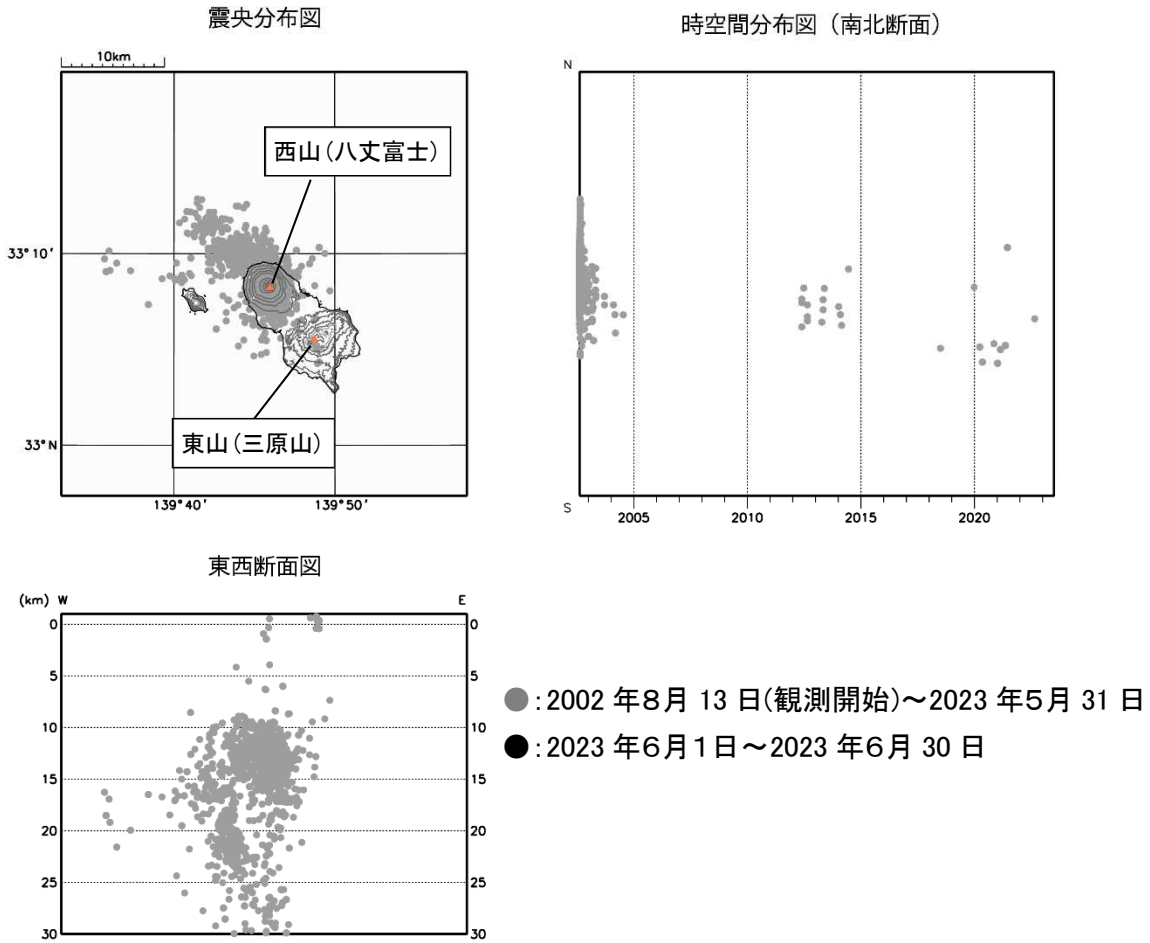 震央分布図
10km
西山(八丈富士)
33°10′
東山(三原山)
33°N
139°40′ 139°50′
時空間分布図（南北断面）
N
S
2005 2010 2015 2020
東西断面図
(km) W E
0 0
5 5
10 10
15 15
20 20
25 25
30 30
●:2002 年８月 13 日(観測開始)～2023 年５月 31 日
●:2023 年６月１日～2023 年６月 30 日